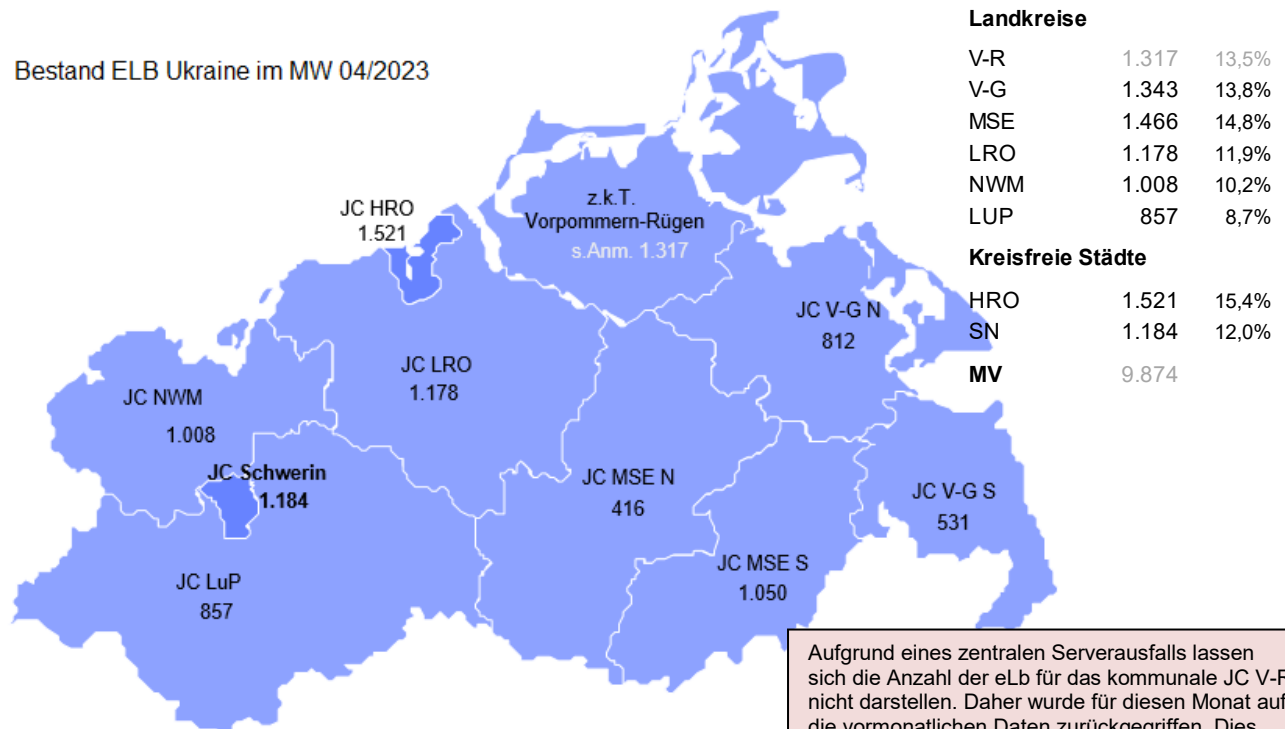 Bestand ELB Ukraine im MW 04/2023
Landkreise
V-R 1.317 13,5%
V-G 1.343 13,8%
MSE 1.466 14,8%
LRO 1.178 11,9%
NWM 1.008 10,2%
LUP 857 8,7%
Kreisfreie Städte
HRO 1.521 15,4%
SN 1.184 12,0%
MV 9.874
z.k.T.
Vorpommern-Rügen
s.Anm. 1.317
JC HRO
1.521
JC V-G N
812
JC LRO
1.178
JC NWM
1.008
JC Schwerin
1.184
JC MSE N
416
JC V-G S
531
JC MSE S
1.050
JC LuP
857
Aufgrund eines zentralen Serverausfalls lassen
sich die Anzahl der eLb für das kommunale JC V-R
nicht darstellen. Daher wurde für diesen Monat auf
die vormonatlichen Daten zurückgegriffen. Dies